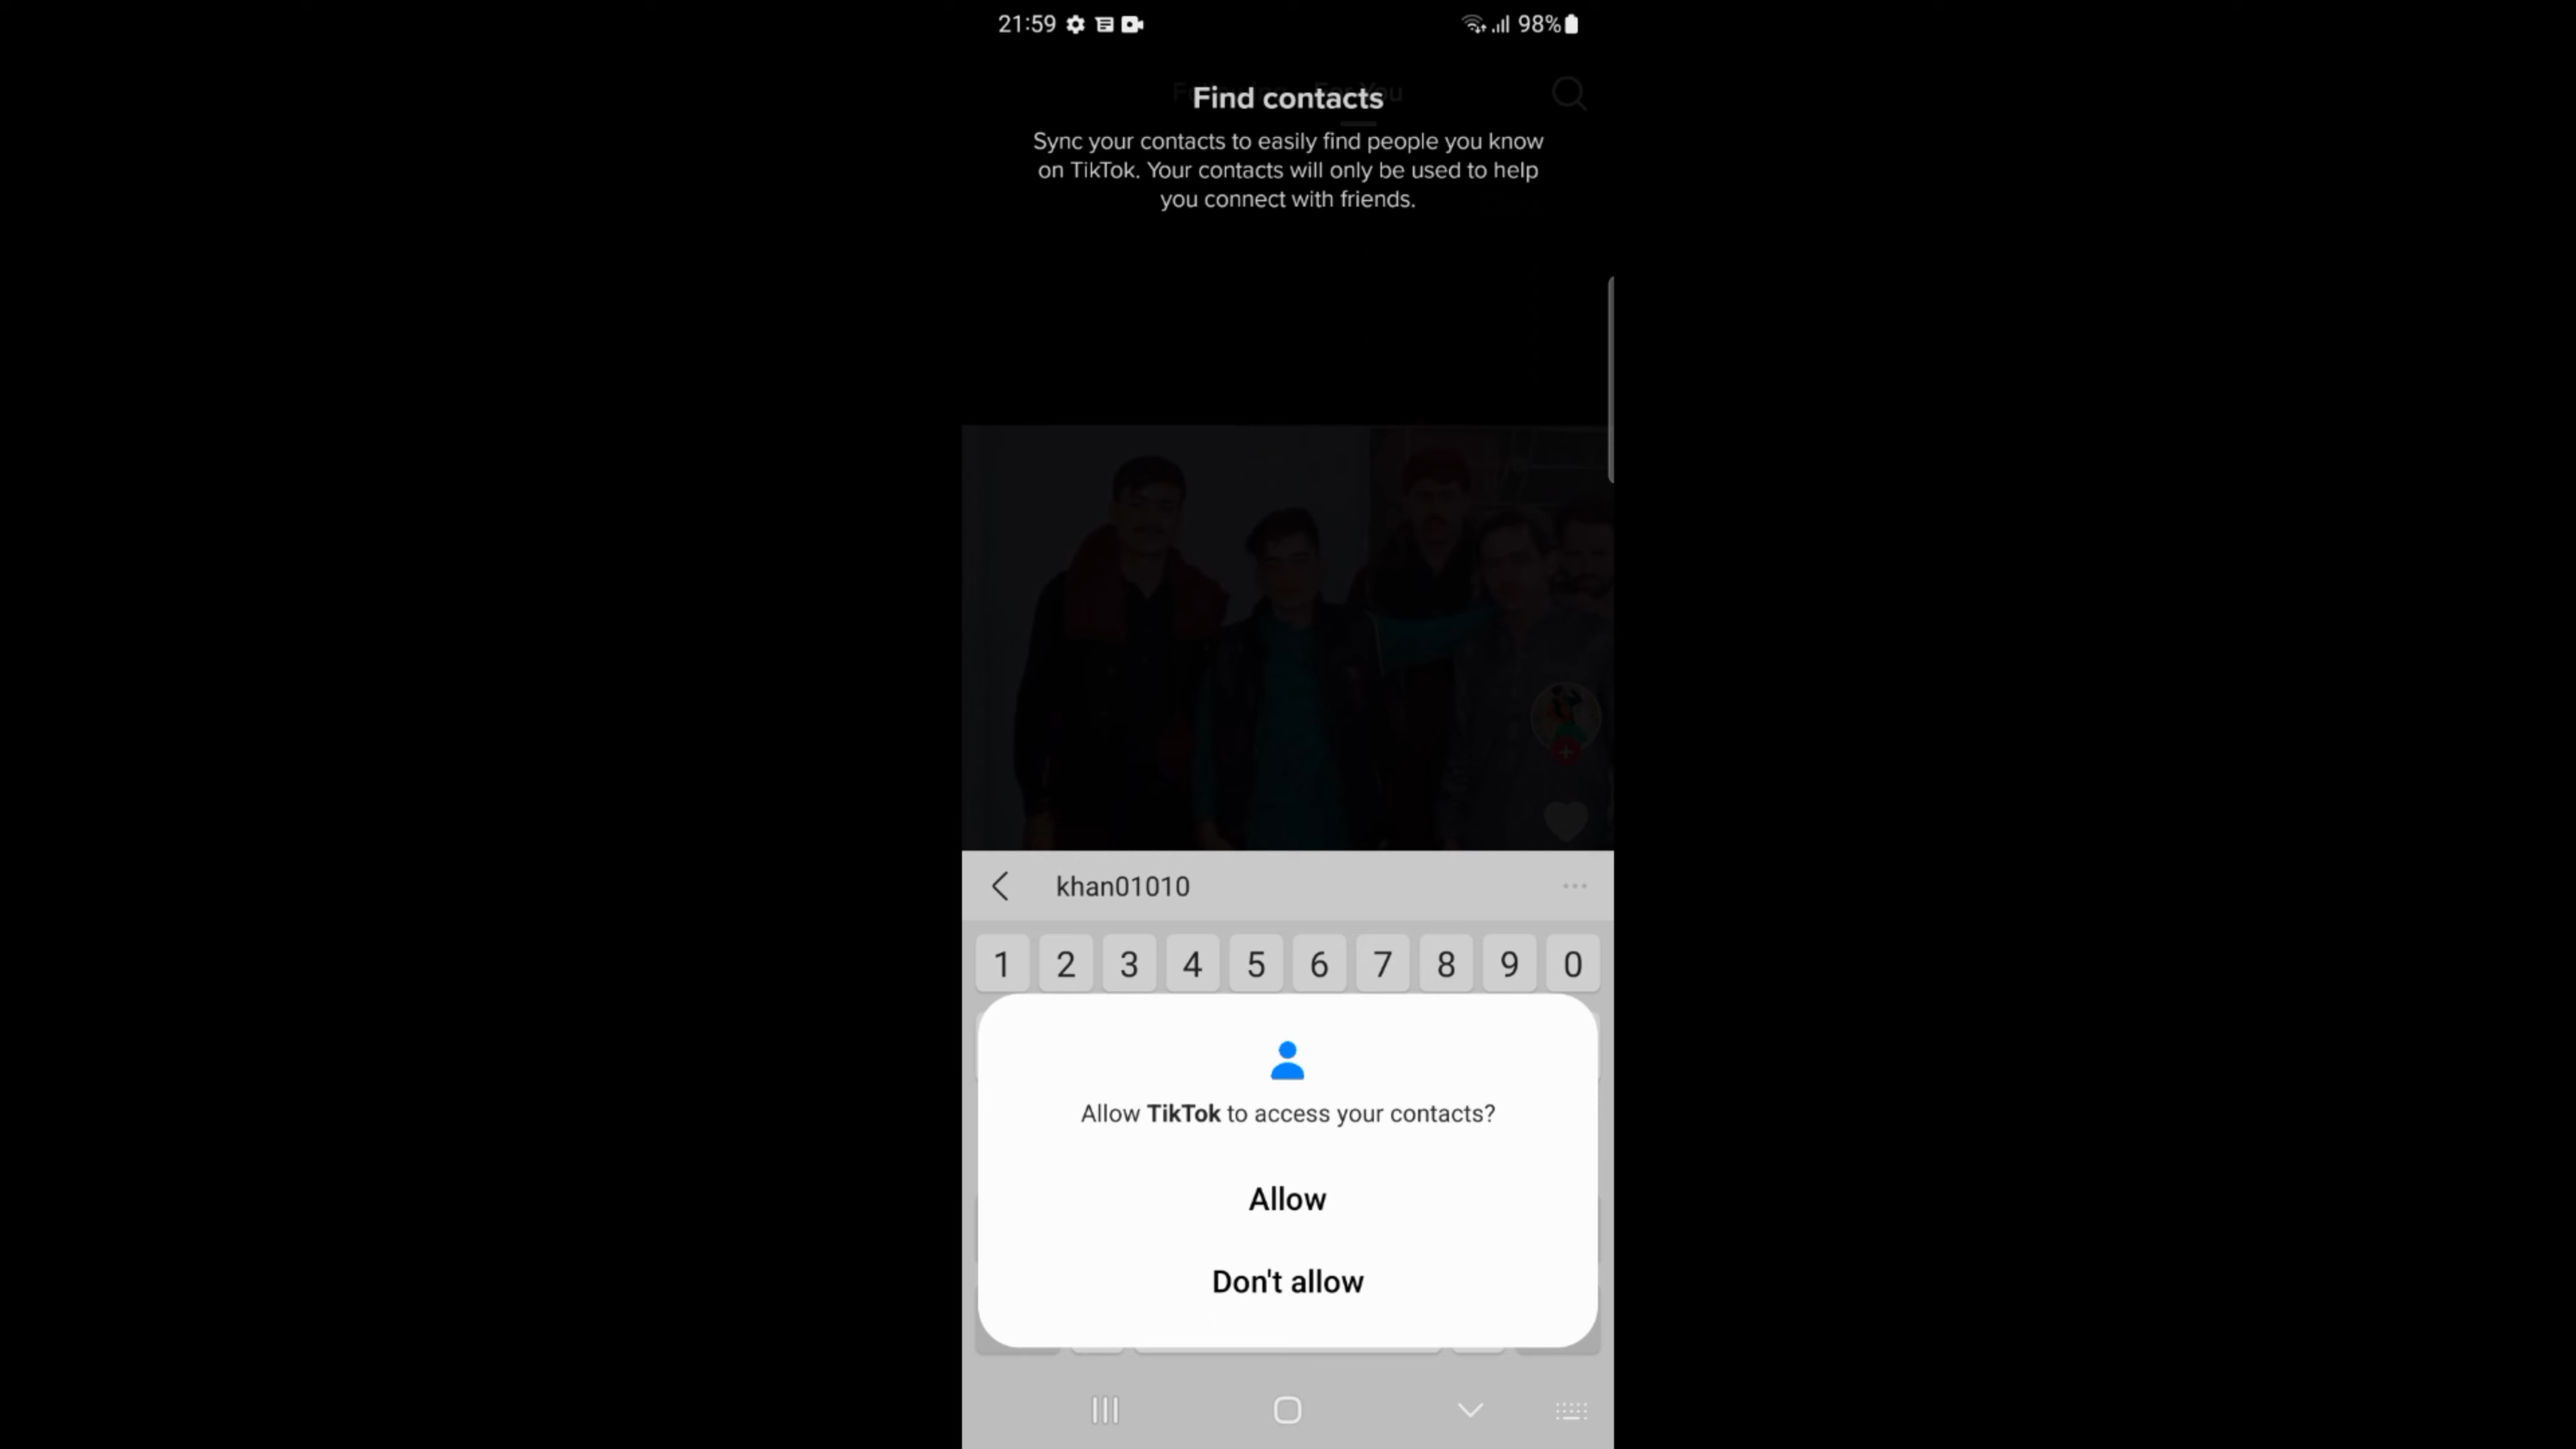 21:59
98%
For You
Find contacts
Sync your contacts to easily find people you know
on TikTok. Your contacts will only be used to help
you connect with friends.
khan01010
1 2 3 4 5 6 7 8 9 0
Allow TikTok to access your contacts?
Allow
Don't allow